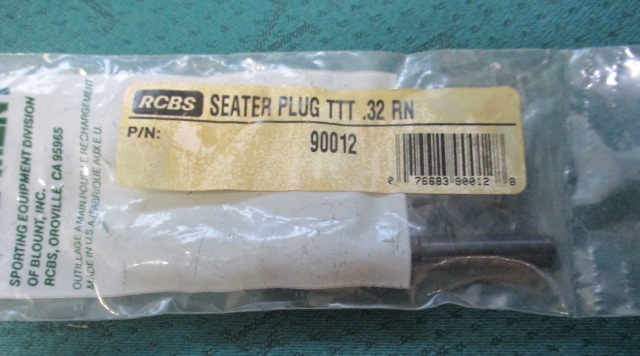 RCBS SEATER PLUG TTT .32 RN
P/N: 90012
0 76683-90012 8
SPORTING EQUIPMENT DIVISION
OF BLOUNT, INC.
RCBS, OROVILLE, CA 95965
OUTILLAGE A MAIN POUR LE RECHARGEMENT
MADE IN U.S.A./FABRIQUE AUX E.U.